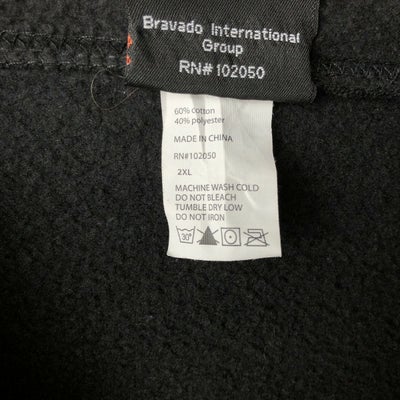 Bravado International
Group
RN# 102050
60% cotton
40% polyester
MADE IN CHINA
RN#102050
2XL
MACHINE WASH COLD
DO NOT BLEACH
TUMBLE DRY LOW
DO NOT IRON
30°